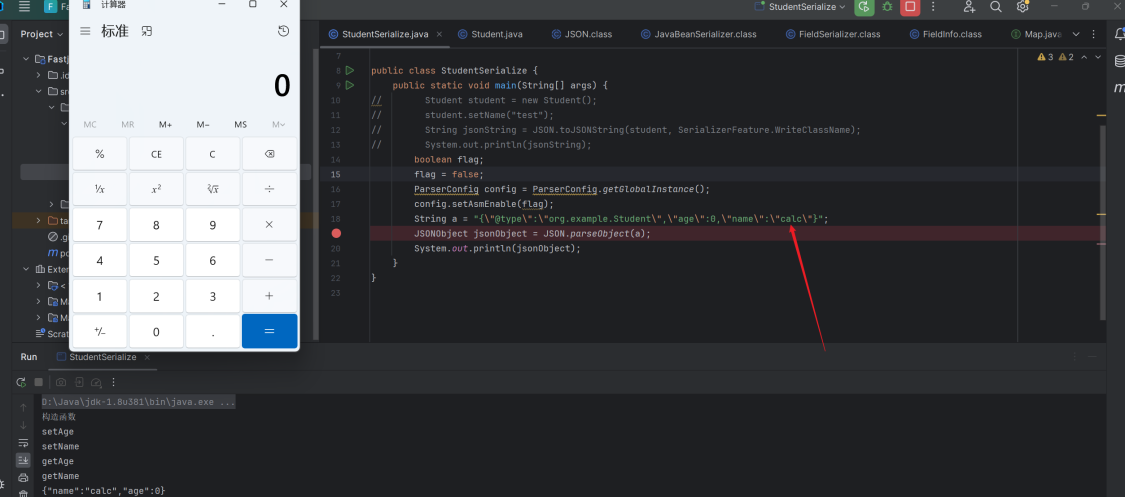 计算器
标准
0
MC MR M+ M− MS M˅
% CE C
¹/x x² ²√x ÷
7 8 9 ×
4 5 6 −
1 2 3 +
+/− 0 . =
F Fa
StudentSerialize
Project
StudentSerialize.java × Student.java JSON.class JavaBeanSerializer.class FieldSerializer.class FieldInfo.class Map.java
Fastj
.id
src
ta
.gi
po
Exter
<
M
M
Scrat
3 2
7
8 public class StudentSerialize {
9 public static void main(String[] args) {
10 // Student student = new Student();
11 // student.setName("test");
12 // String jsonString = JSON.toJSONString(student, SerializerFeature.WriteClassName);
13 // System.out.println(jsonString);
14 boolean flag;
15 flag = false;
16 ParserConfig config = ParserConfig.getGlobalInstance();
17 config.setAsmEnable(flag);
18 String a = "{\"@type\":\"org.example.Student\",\"age\":0,\"name\":\"calc\"}";
JSONObject jsonObject = JSON.parseObject(a);
20 System.out.println(jsonObject);
21 }
22 }
23
Run StudentSerialize ×
D:\Java\jdk-1.8u381\bin\java.exe ...
构造函数
setAge
setName
getAge
getName
{"name":"calc","age":0}